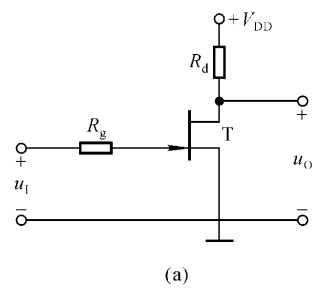 +V_DD
R_d
+
R_g
T
+
u_I
u_O
−
−
(a)